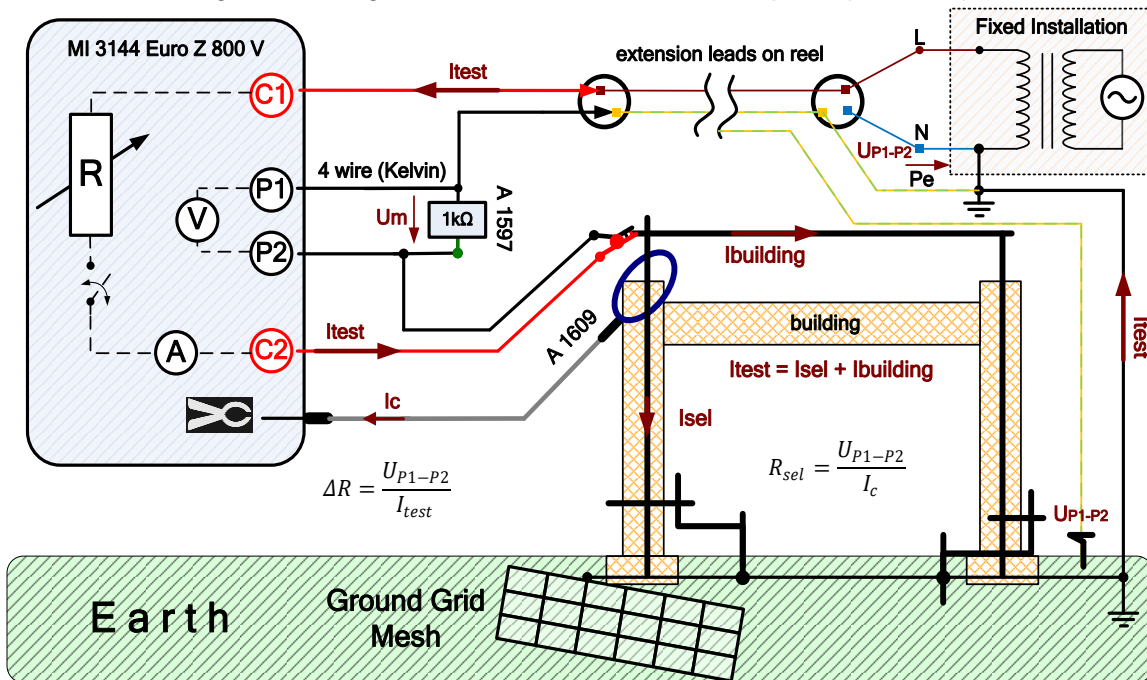 MI 3144 Euro Z 800 V
C1
R
P1
V
P2
A
C2
Itest
4 wire (Kelvin)
Um
1kΩ
A 1597
Itest
A 1609
Ic
extension leads on reel
L
N
UP1-P2
Pe
Fixed Installation
Ibuilding
building
Itest = Isel + Ibuilding
Isel
Itest
ΔR = UP1−P2 / Itest
Rsel = UP1−P2 / Ic
UP1-P2
Earth
Ground Grid
Mesh